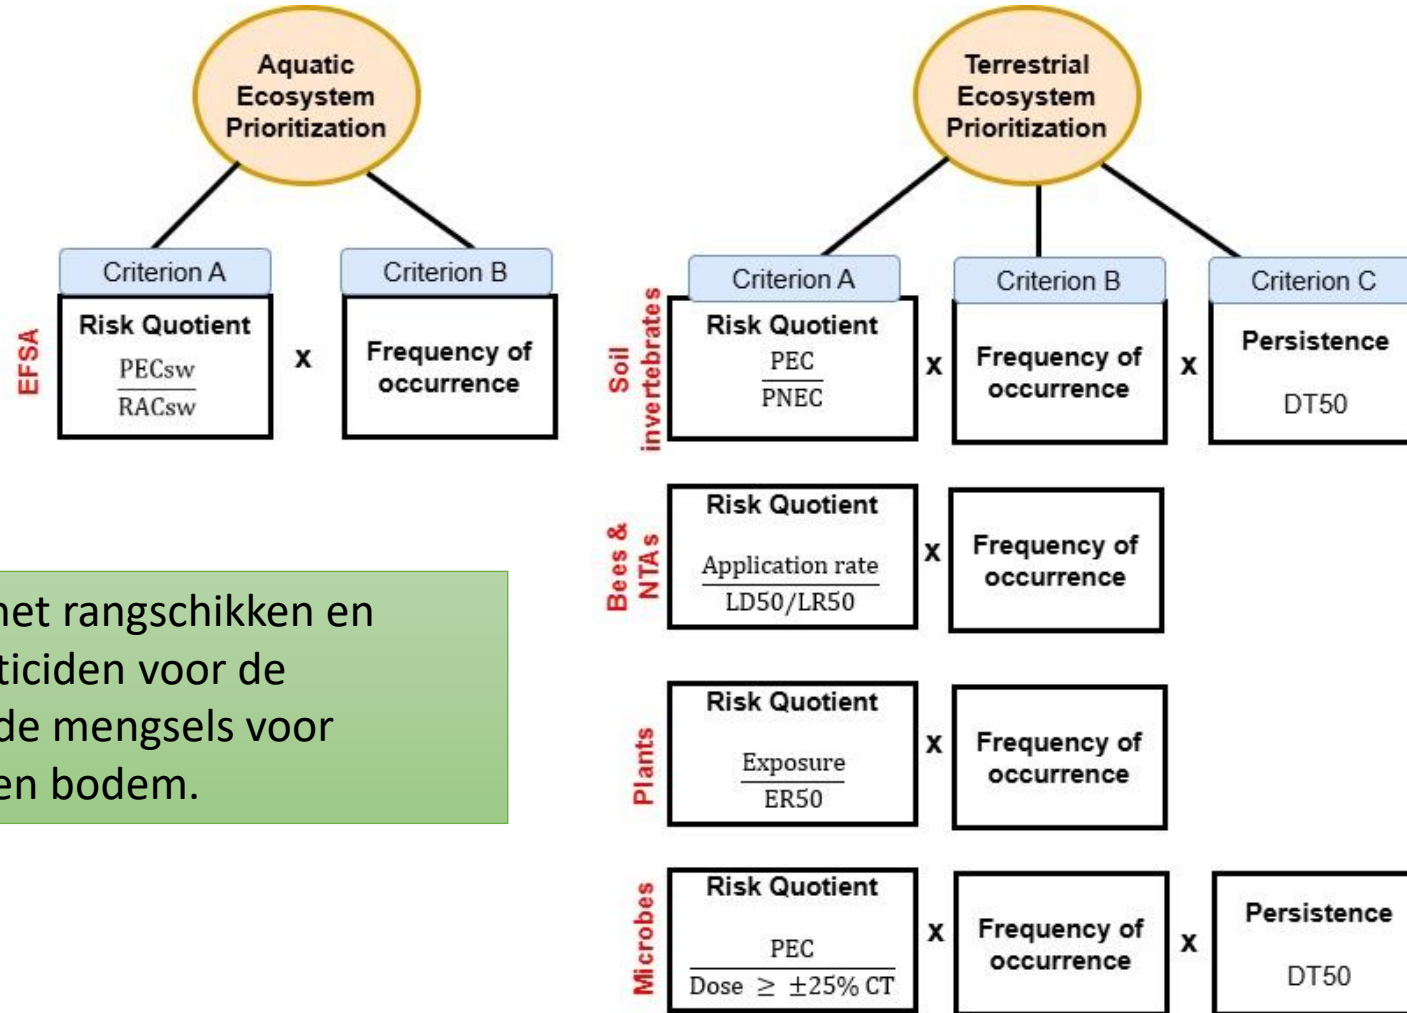 Aquatic
Ecosystem
Prioritization
Criterion A
Criterion B
EFSA
Risk Quotient
PECsw
RACsw
x
Frequency of
occurrence
Terrestrial
Ecosystem
Prioritization
Criterion A
Criterion B
Criterion C
Soil
invertebrates
Risk Quotient
PEC
PNEC
x
Frequency of
occurrence
x
Persistence
DT50
Bees &
NTAs
Risk Quotient
Application rate
LD50/LR50
x
Frequency of
occurrence
Plants
Risk Quotient
Exposure
ER50
x
Frequency of
occurrence
Microbes
Risk Quotient
PEC
Dose ≥ ±25% CT
x
Frequency of
occurrence
x
Persistence
DT50
het rangschikken en
ticiden voor de
de mengsels voor
en bodem.